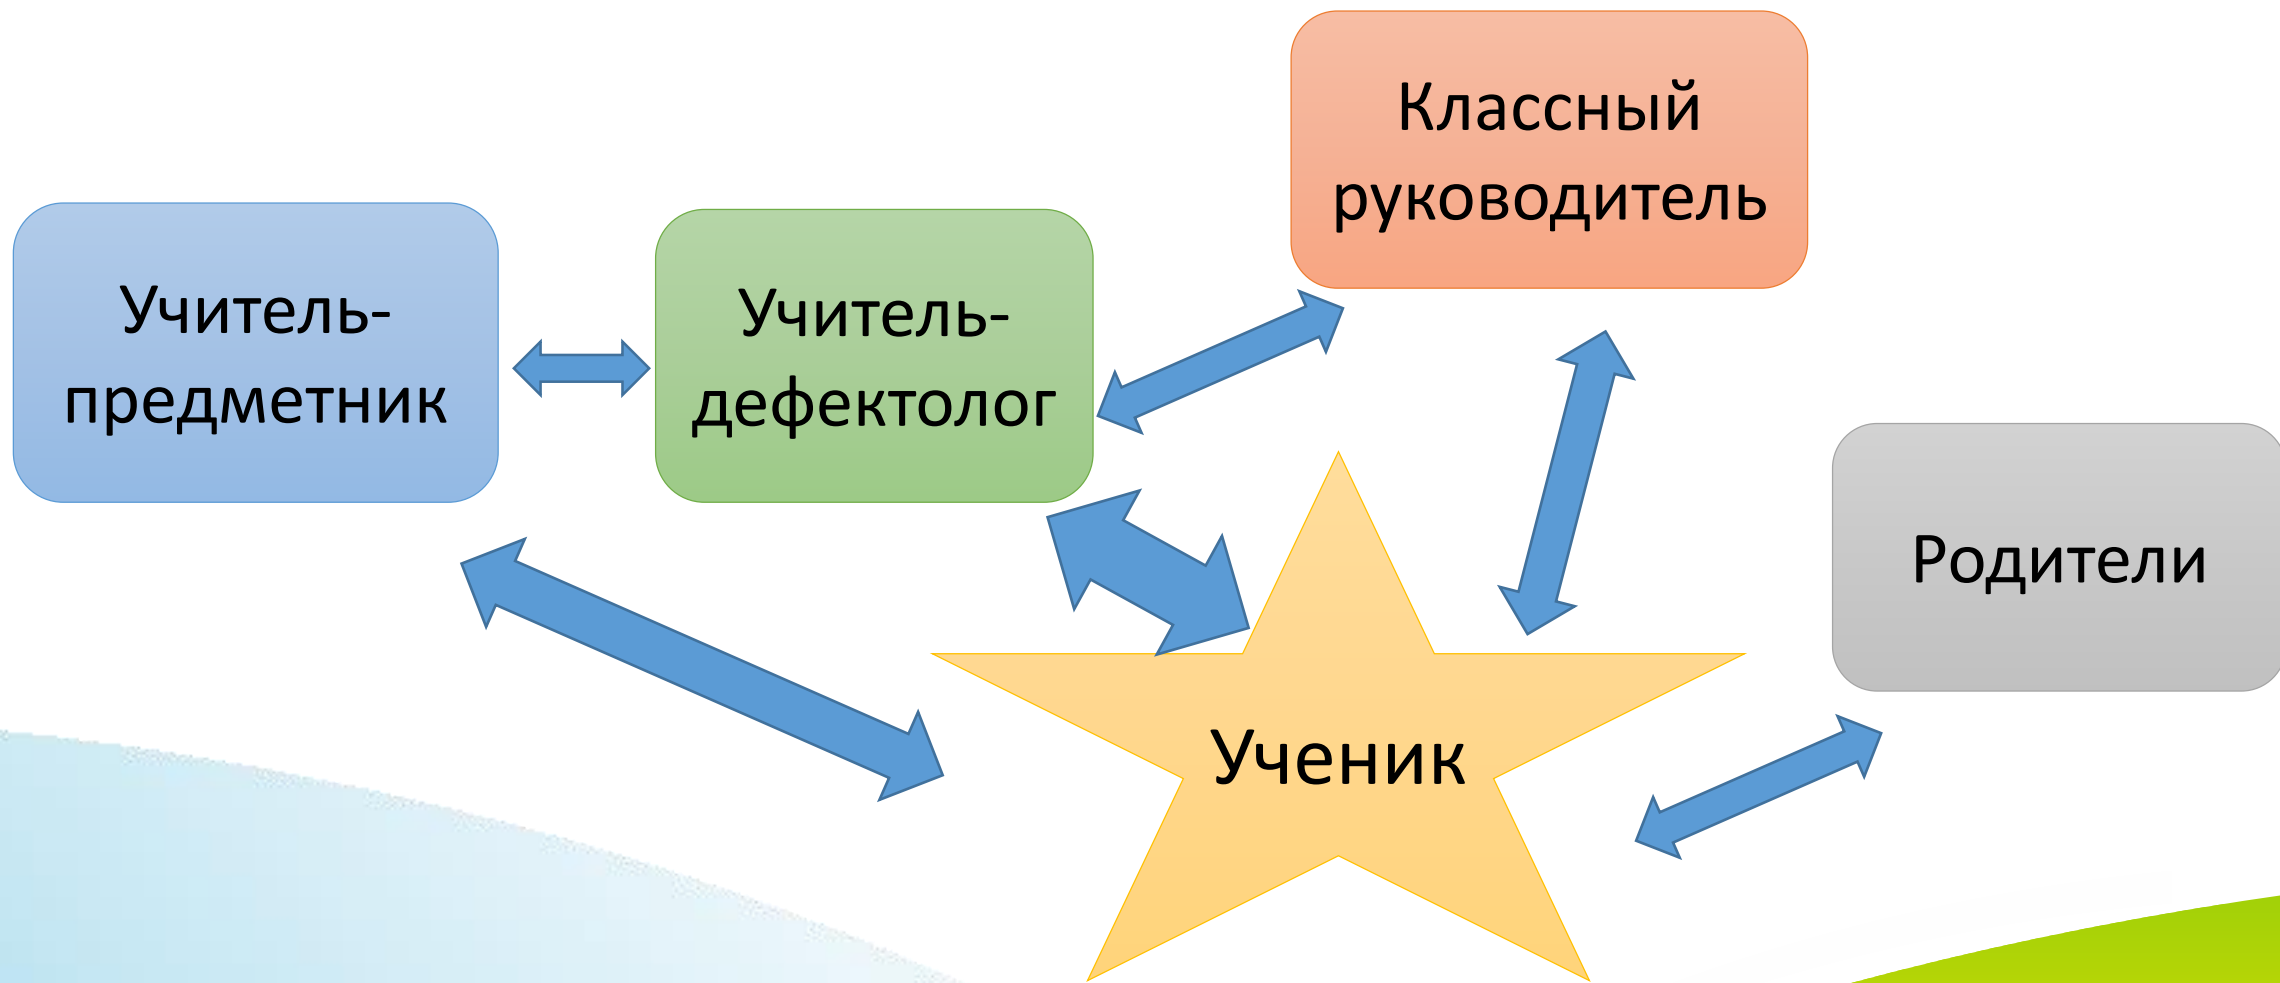 Классный
руководитель
Учитель-
предметник
Учитель-
дефектолог
Родители
Ученик